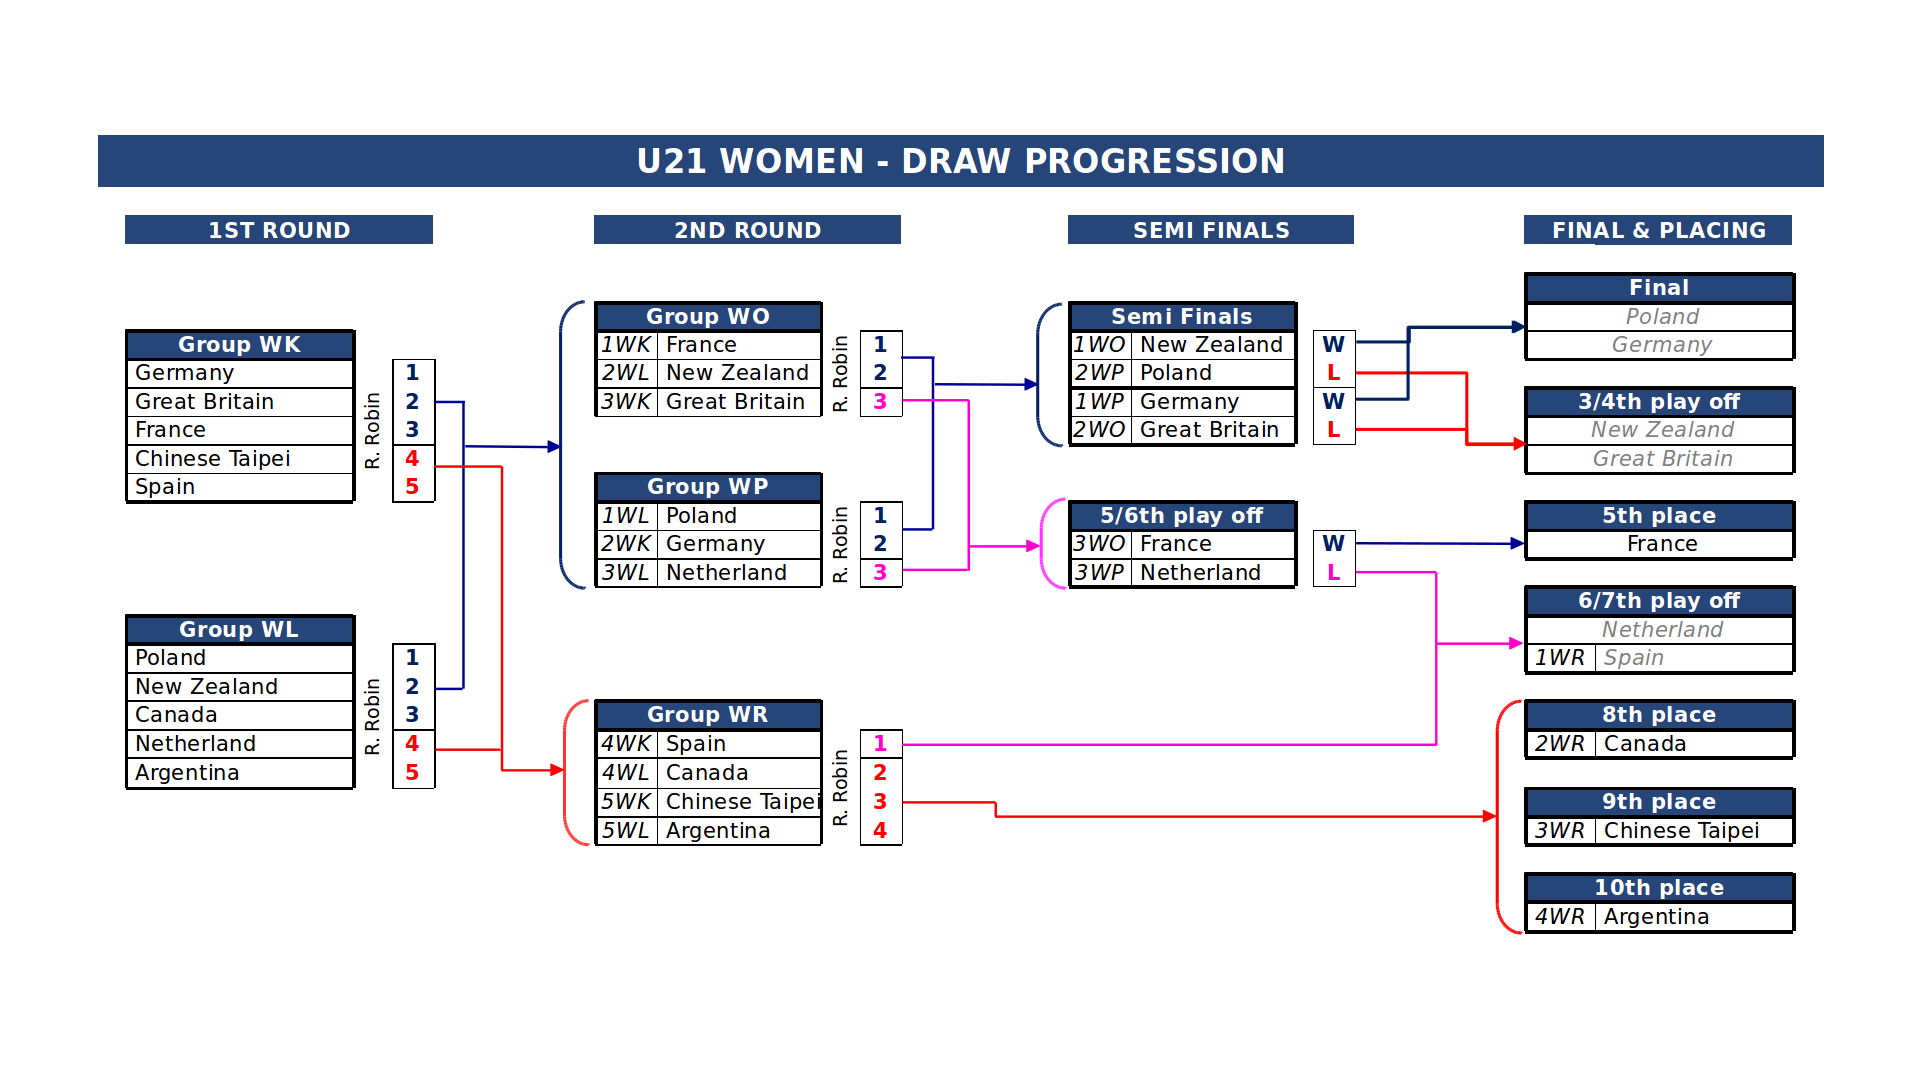 U21 WOMEN - DRAW PROGRESSION
1ST ROUND
Group WK
Germany
Great Britain
France
Chinese Taipei
Spain
R. Robin
1
2
3
4
5
Group WL
Poland
New Zealand
Canada
Netherland
Argentina
R. Robin
1
2
3
4
5
2ND ROUND
Group WO
1WK France
2WL New Zealand
3WK Great Britain
R. Robin
1
2
3
Group WP
1WL Poland
2WK Germany
3WL Netherland
R. Robin
1
2
3
Group WR
4WK Spain
4WL Canada
5WK Chinese Taipei
5WL Argentina
R. Robin
1
2
3
4
SEMI FINALS
Semi Finals
1WO New Zealand
2WP Poland
1WP Germany
2WO Great Britain
W
L
W
L
5/6th play off
3WO France
3WP Netherland
W
L
FINAL & PLACING
Final
Poland
Germany
3/4th play off
New Zealand
Great Britain
5th place
France
6/7th play off
Netherland
1WR Spain
8th place
2WR Canada
9th place
3WR Chinese Taipei
10th place
4WR Argentina